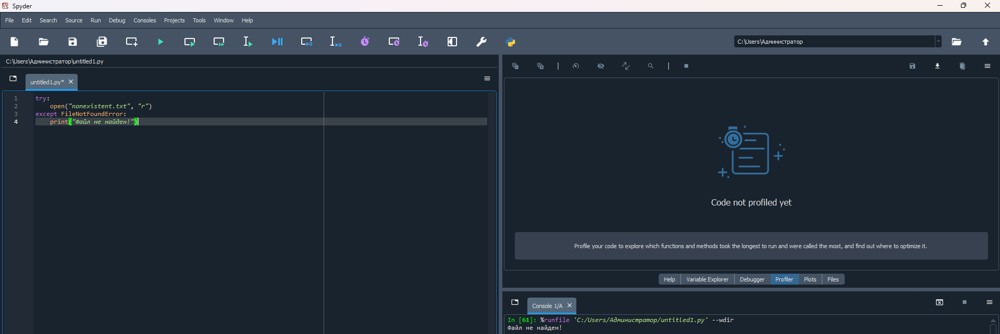 Spyder
File Edit Search Source Run Debug Consoles Projects Tools Window Help
C:\Users\Администратор
C:\Users\Администратор\untitled1.py
untitled1.py*
1 try:
2     open("nonexistent.txt", "r")
3 except FileNotFoundError:
4     print("Файл не найден!")
Code not profiled yet
Profile your code to explore which functions and methods took the longest to run and were called the most, and find out where to optimize it.
Help Variable Explorer Debugger Profiler Plots Files
Console 1/A
In [61]: %runfile 'C:/Users/Администратор/untitled1.py' --wdir
Файл не найден!